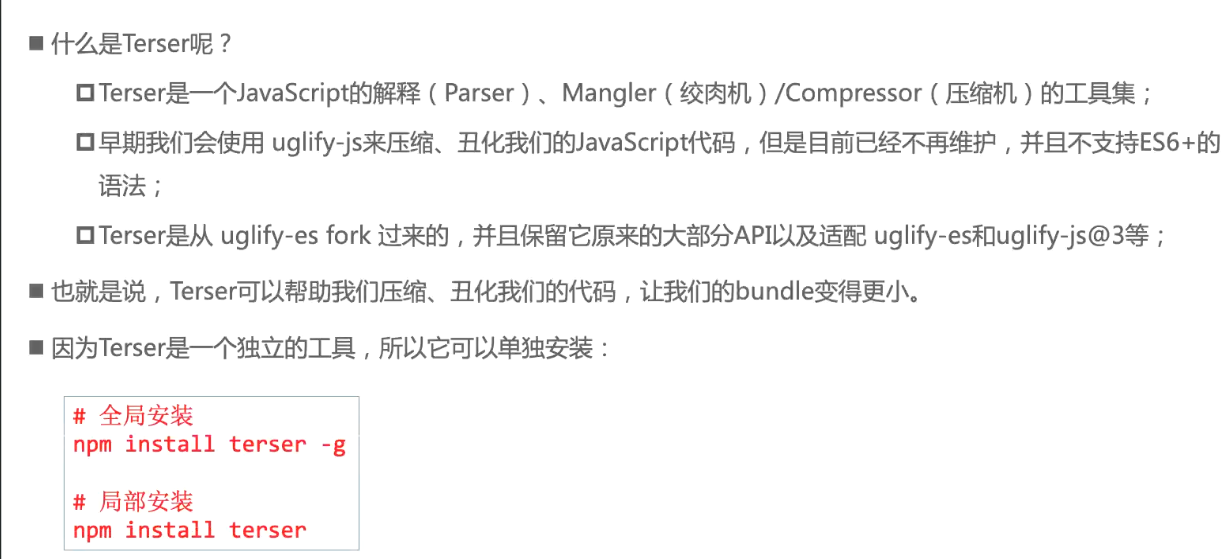 ■ 什么是Terser呢？
Terser是一个JavaScript的解释（Parser）、Mangler（绞肉机）/Compressor（压缩机）的工具集；
早期我们会使用 uglify-js来压缩、丑化我们的JavaScript代码，但是目前已经不再维护，并且不支持ES6+的
语法；
Terser是从 uglify-es fork 过来的，并且保留它原来的大部分API以及适配 uglify-es和uglify-js@3等；
■ 也就是说，Terser可以帮助我们压缩、丑化我们的代码，让我们的bundle变得更小。
■ 因为Terser是一个独立的工具，所以它可以单独安装：
# 全局安装
npm install terser -g
# 局部安装
npm install terser